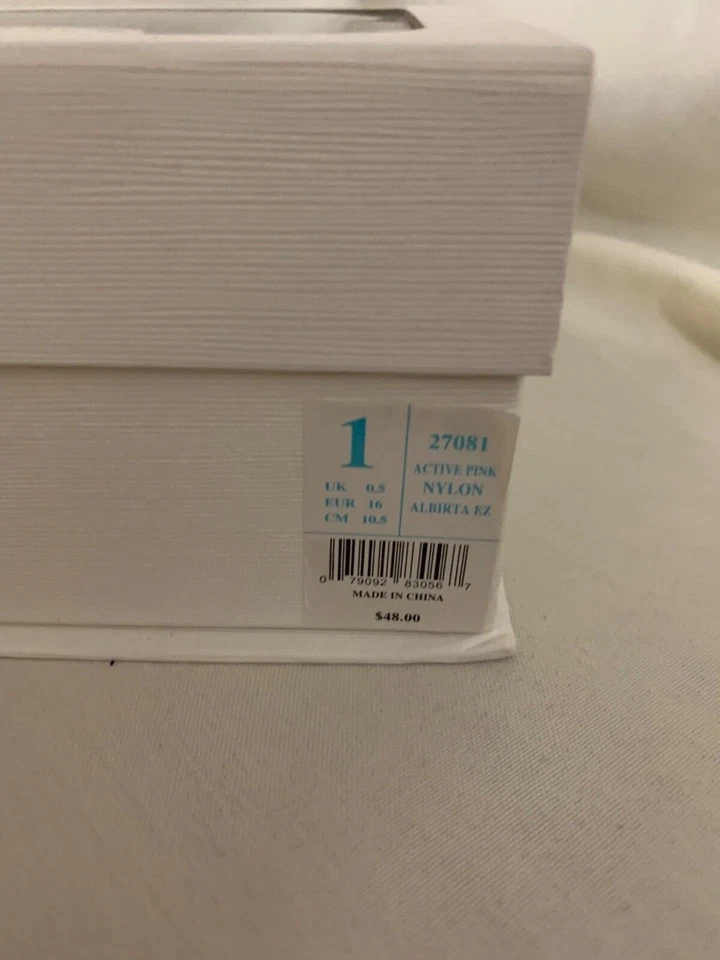 1
UK 0.5
EUR 16
CM 10.5
27081
ACTIVE PINK
NYLON
ALBIRTA EZ
0 79092 83056 7
MADE IN CHINA
$48.00